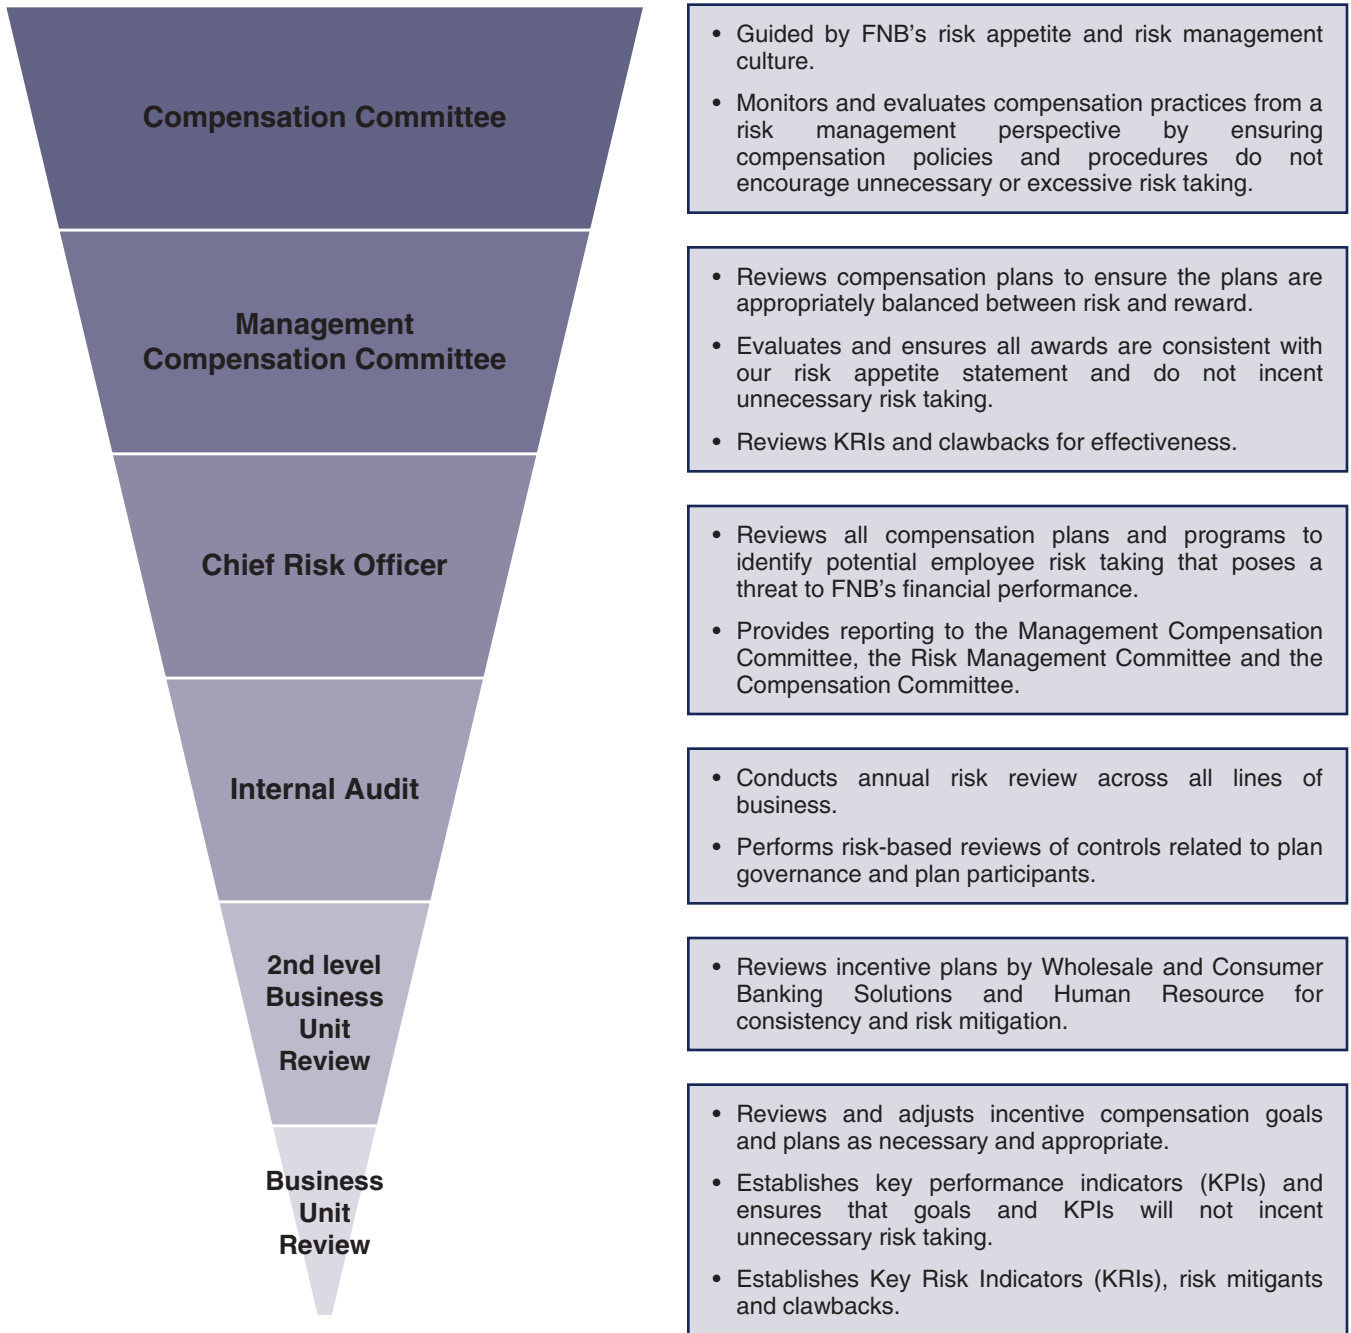 Compensation Committee
• Guided by FNB's risk appetite and risk management
culture.
• Monitors and evaluates compensation practices from a
risk management perspective by ensuring
compensation policies and procedures do not
encourage unnecessary or excessive risk taking.
Management
Compensation Committee
• Reviews compensation plans to ensure the plans are
appropriately balanced between risk and reward.
• Evaluates and ensures all awards are consistent with
our risk appetite statement and do not incent
unnecessary risk taking.
• Reviews KRIs and clawbacks for effectiveness.
Chief Risk Officer
• Reviews all compensation plans and programs to
identify potential employee risk taking that poses a
threat to FNB's financial performance.
• Provides reporting to the Management Compensation
Committee, the Risk Management Committee and the
Compensation Committee.
Internal Audit
• Conducts annual risk review across all lines of
business.
• Performs risk-based reviews of controls related to plan
governance and plan participants.
2nd level
Business
Unit
Review
• Reviews incentive plans by Wholesale and Consumer
Banking Solutions and Human Resource for
consistency and risk mitigation.
Business
Unit
Review
• Reviews and adjusts incentive compensation goals
and plans as necessary and appropriate.
• Establishes key performance indicators (KPIs) and
ensures that goals and KPIs will not incent
unnecessary risk taking.
• Establishes Key Risk Indicators (KRIs), risk mitigants
and clawbacks.